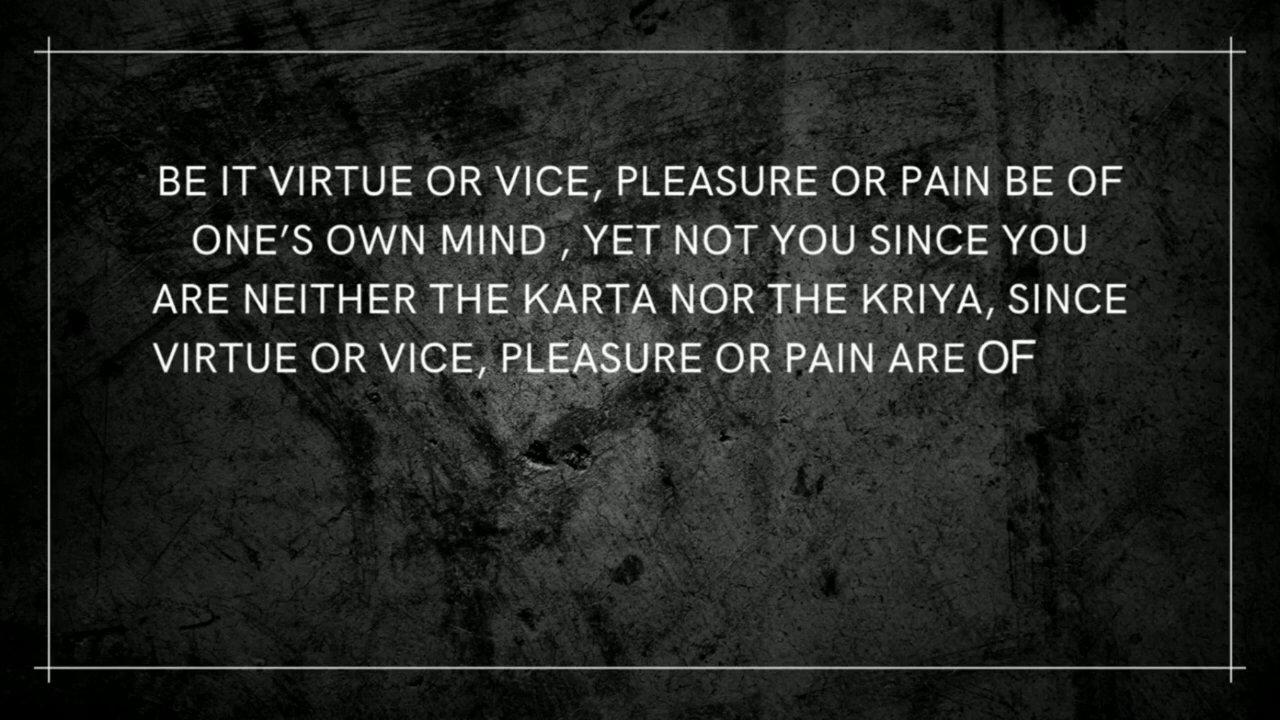 BE IT VIRTUE OR VICE, PLEASURE OR PAIN BE OF
ONE’S OWN MIND , YET NOT YOU SINCE YOU
ARE NEITHER THE KARTA NOR THE KRIYA, SINCE
VIRTUE OR VICE, PLEASURE OR PAIN ARE OF